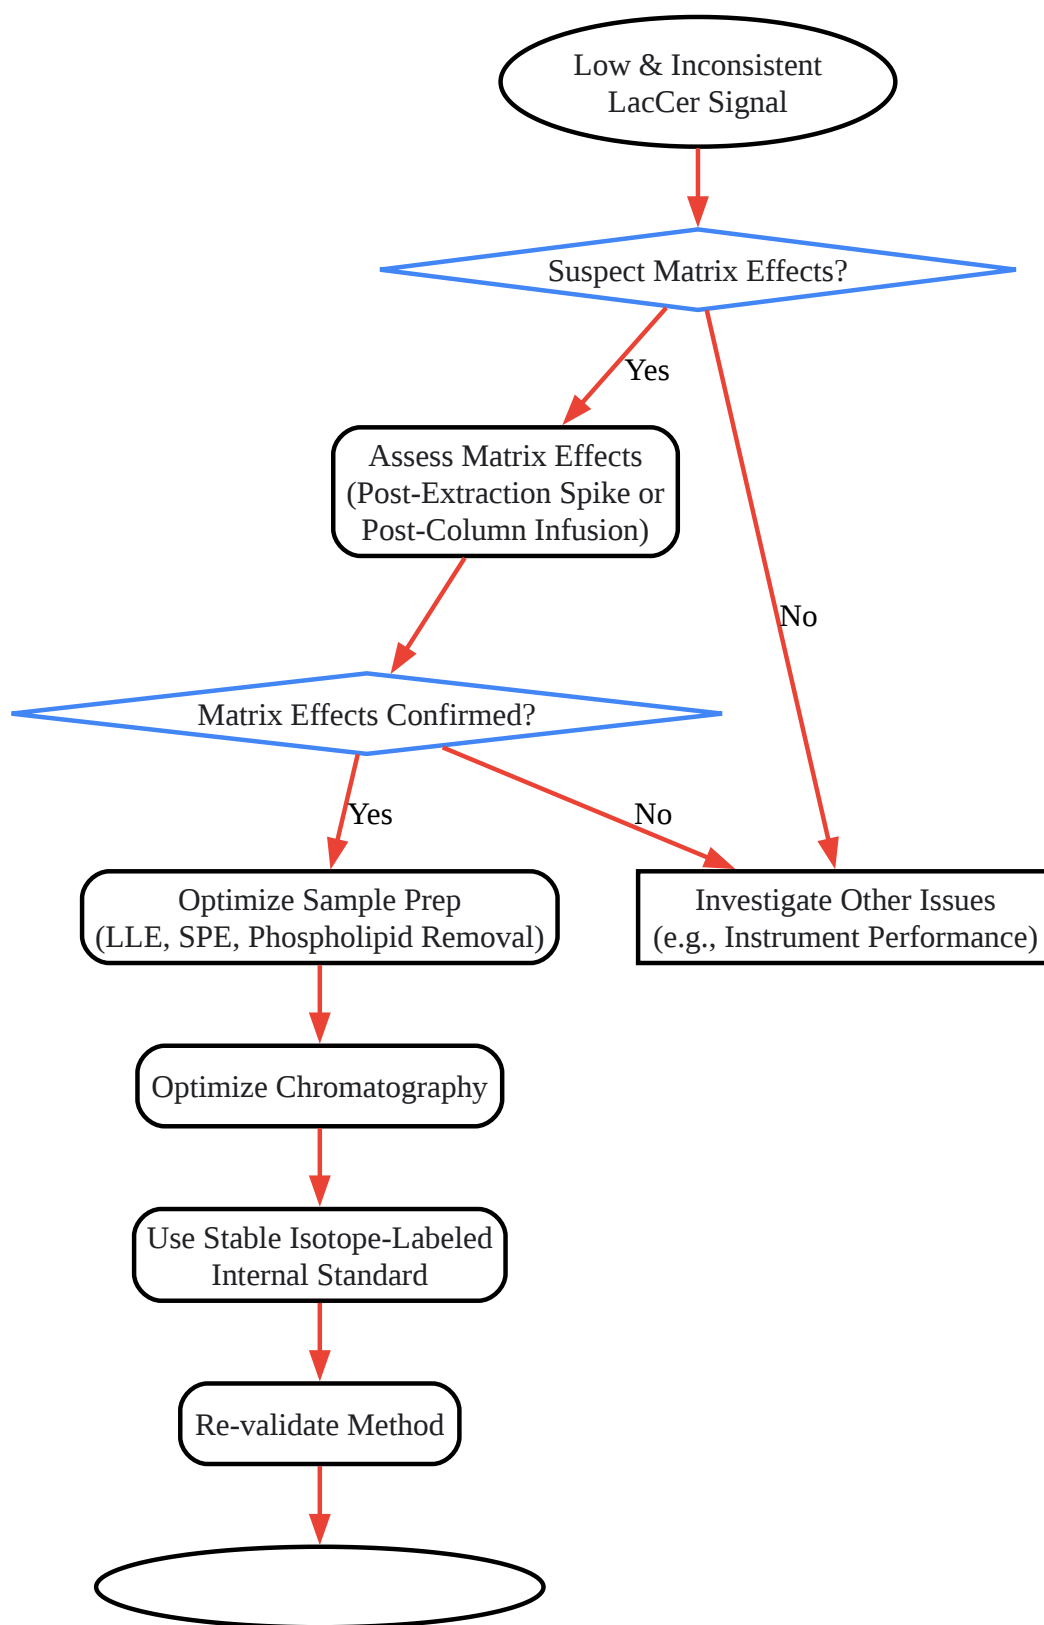 Low & Inconsistent
LacCer Signal
Suspect Matrix Effects?
Yes
Assess Matrix Effects
(Post-Extraction Spike or
Post-Column Infusion)
No
Matrix Effects Confirmed?
Yes
No
Optimize Sample Prep
(LLE, SPE, Phospholipid Removal)
Investigate Other Issues
(e.g., Instrument Performance)
Optimize Chromatography
Use Stable Isotope-Labeled
Internal Standard
Re-validate Method